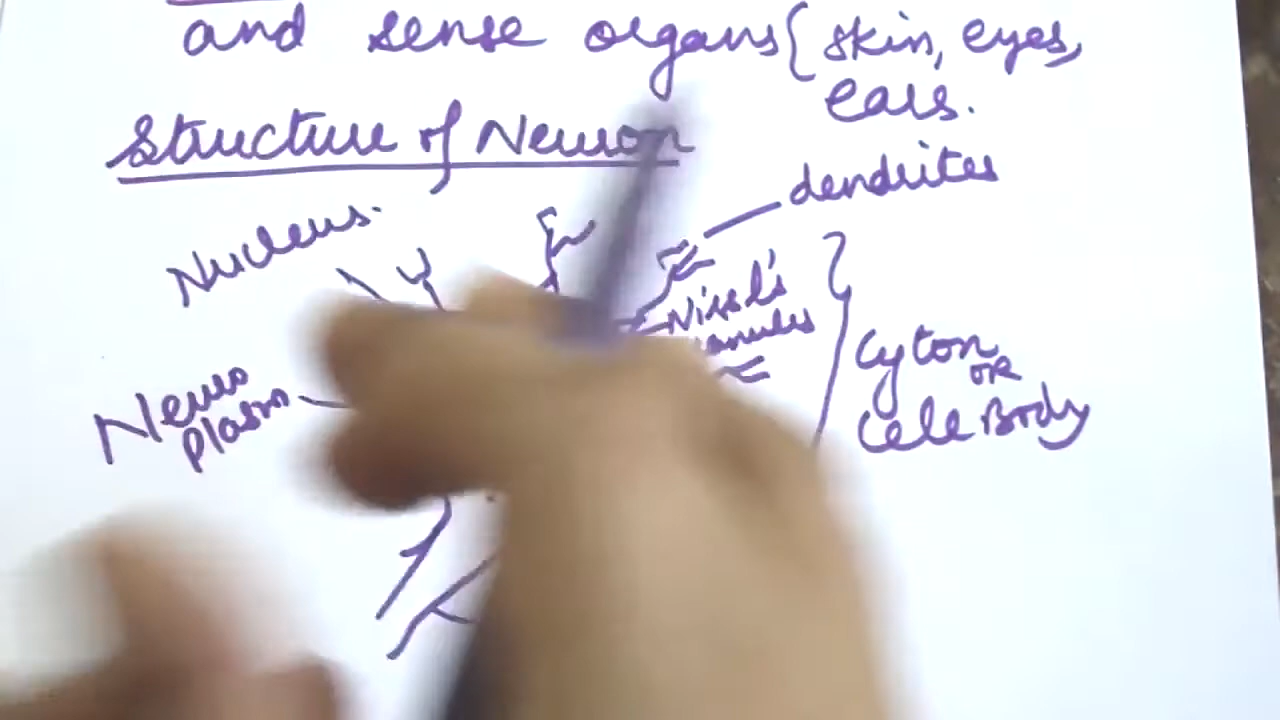 and sense organs{ skin, eyes,
ears.
Structure of Neuron
dendrites
Nucleus.
Nissl's
Cyton
or
Cell Body
Neuro
Plasm